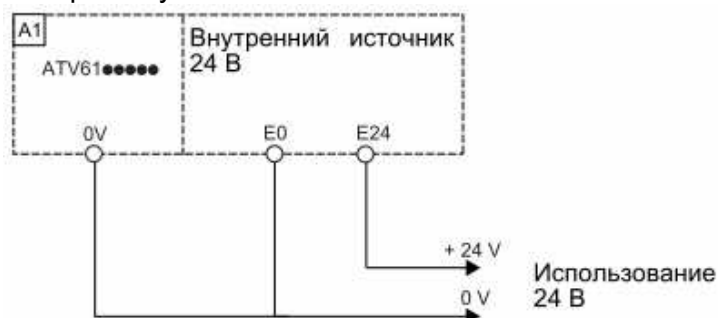 A1
Внутренний источник
24 В
ATV61●●●●●
0V
E0
E24
+ 24 V
Использование
24 В
0 V